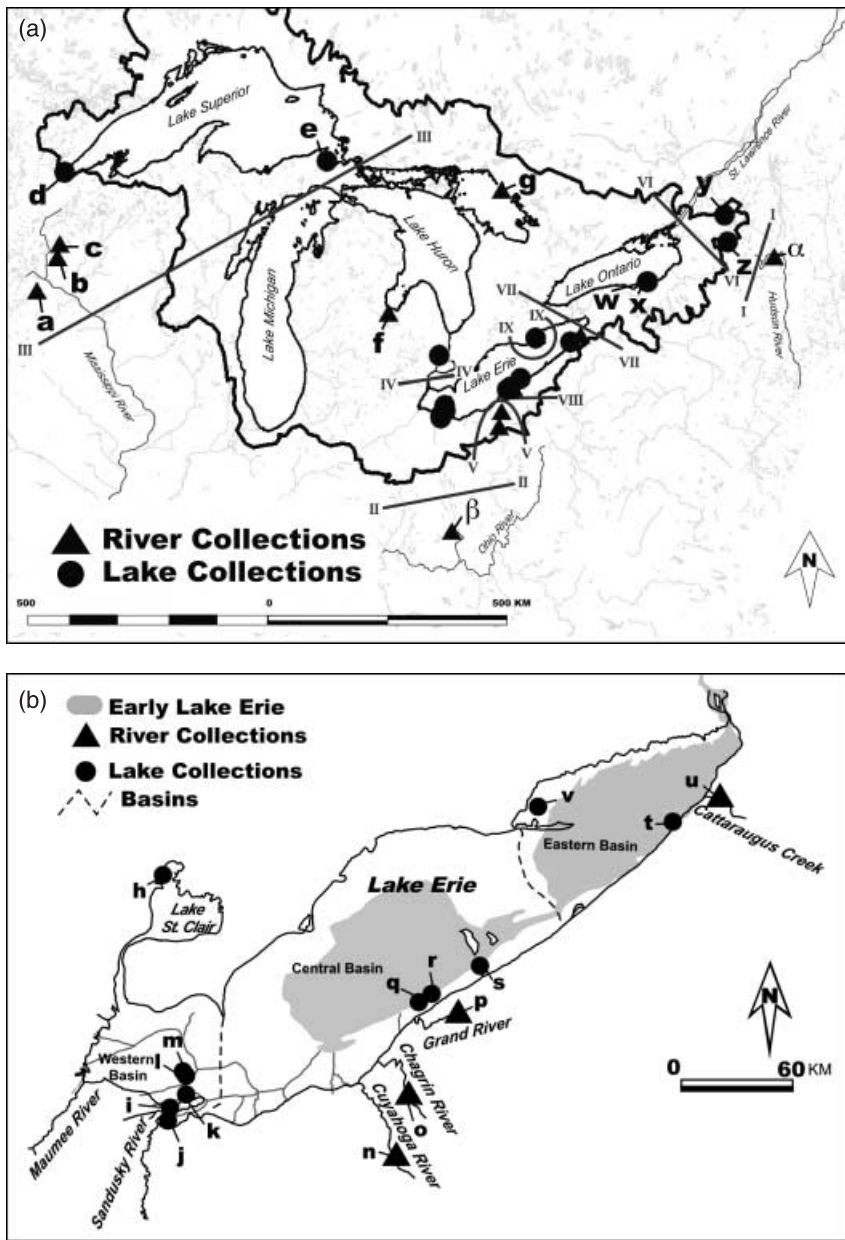 (a)
Lake Superior
e
III
d
g
St. Lawrence River
VI
y
I
c
b
a
Lake Huron
z
α
Lake Michigan
Lake Ontario
w x
VI
I
Hudson River
f
VII
IX
IX
III
Mississippi River
IV
IV
Lake Erie
VII
VIII
V
V
II
II
β
Ohio River
River Collections
Lake Collections
N
500
0
500 KM
(b)
Early Lake Erie
River Collections
Lake Collections
Basins
u
v
t
Cattaraugus Creek
Eastern Basin
h
Lake
St. Clair
Lake Erie
r
s
Central Basin
q
p
Grand River
N
m
l
Western
Basin
0
60 KM
Chagrin River
i
k
Maumee River
j
Sandusky River
o
Cuyahoga River
n